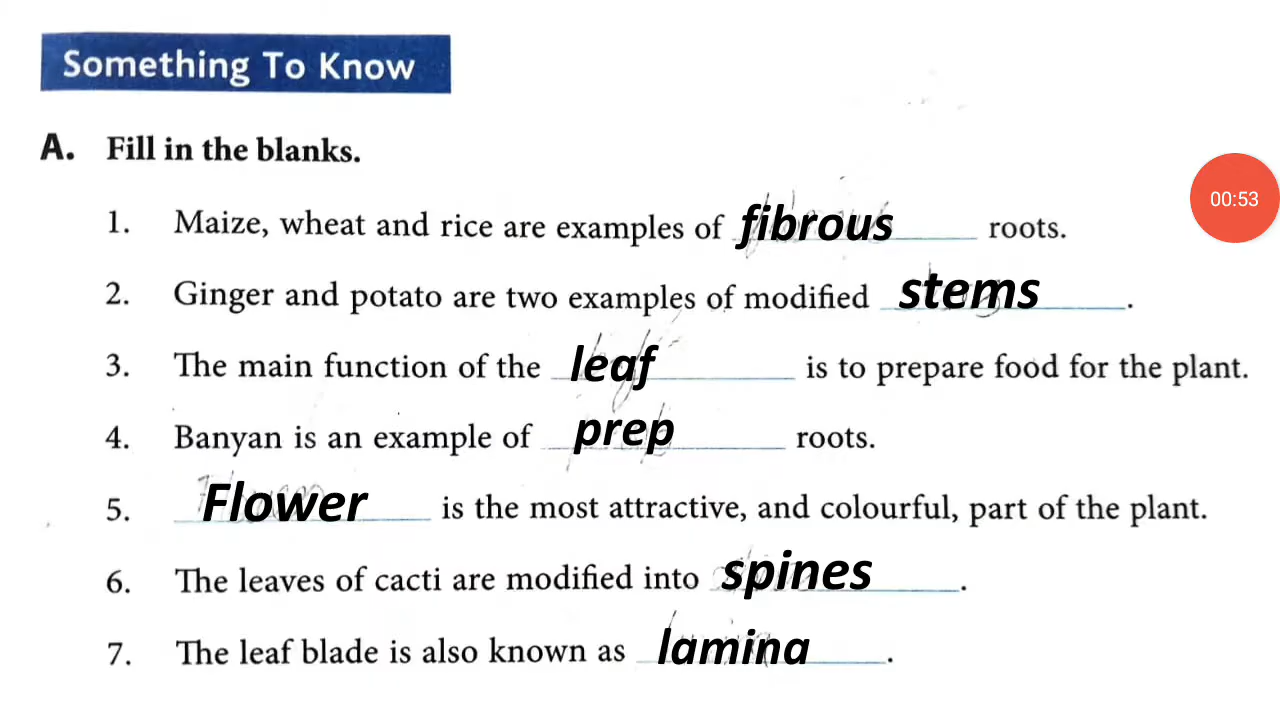 Something To Know
A. Fill in the blanks.
1. Maize, wheat and rice are examples of fibrous roots.
00:53
2. Ginger and potato are two examples of modified stems.
3. The main function of the leaf is to prepare food for the plant.
4. Banyan is an example of prep roots.
5. Flower is the most attractive, and colourful, part of the plant.
6. The leaves of cacti are modified into spines.
7. The leaf blade is also known as lamina.